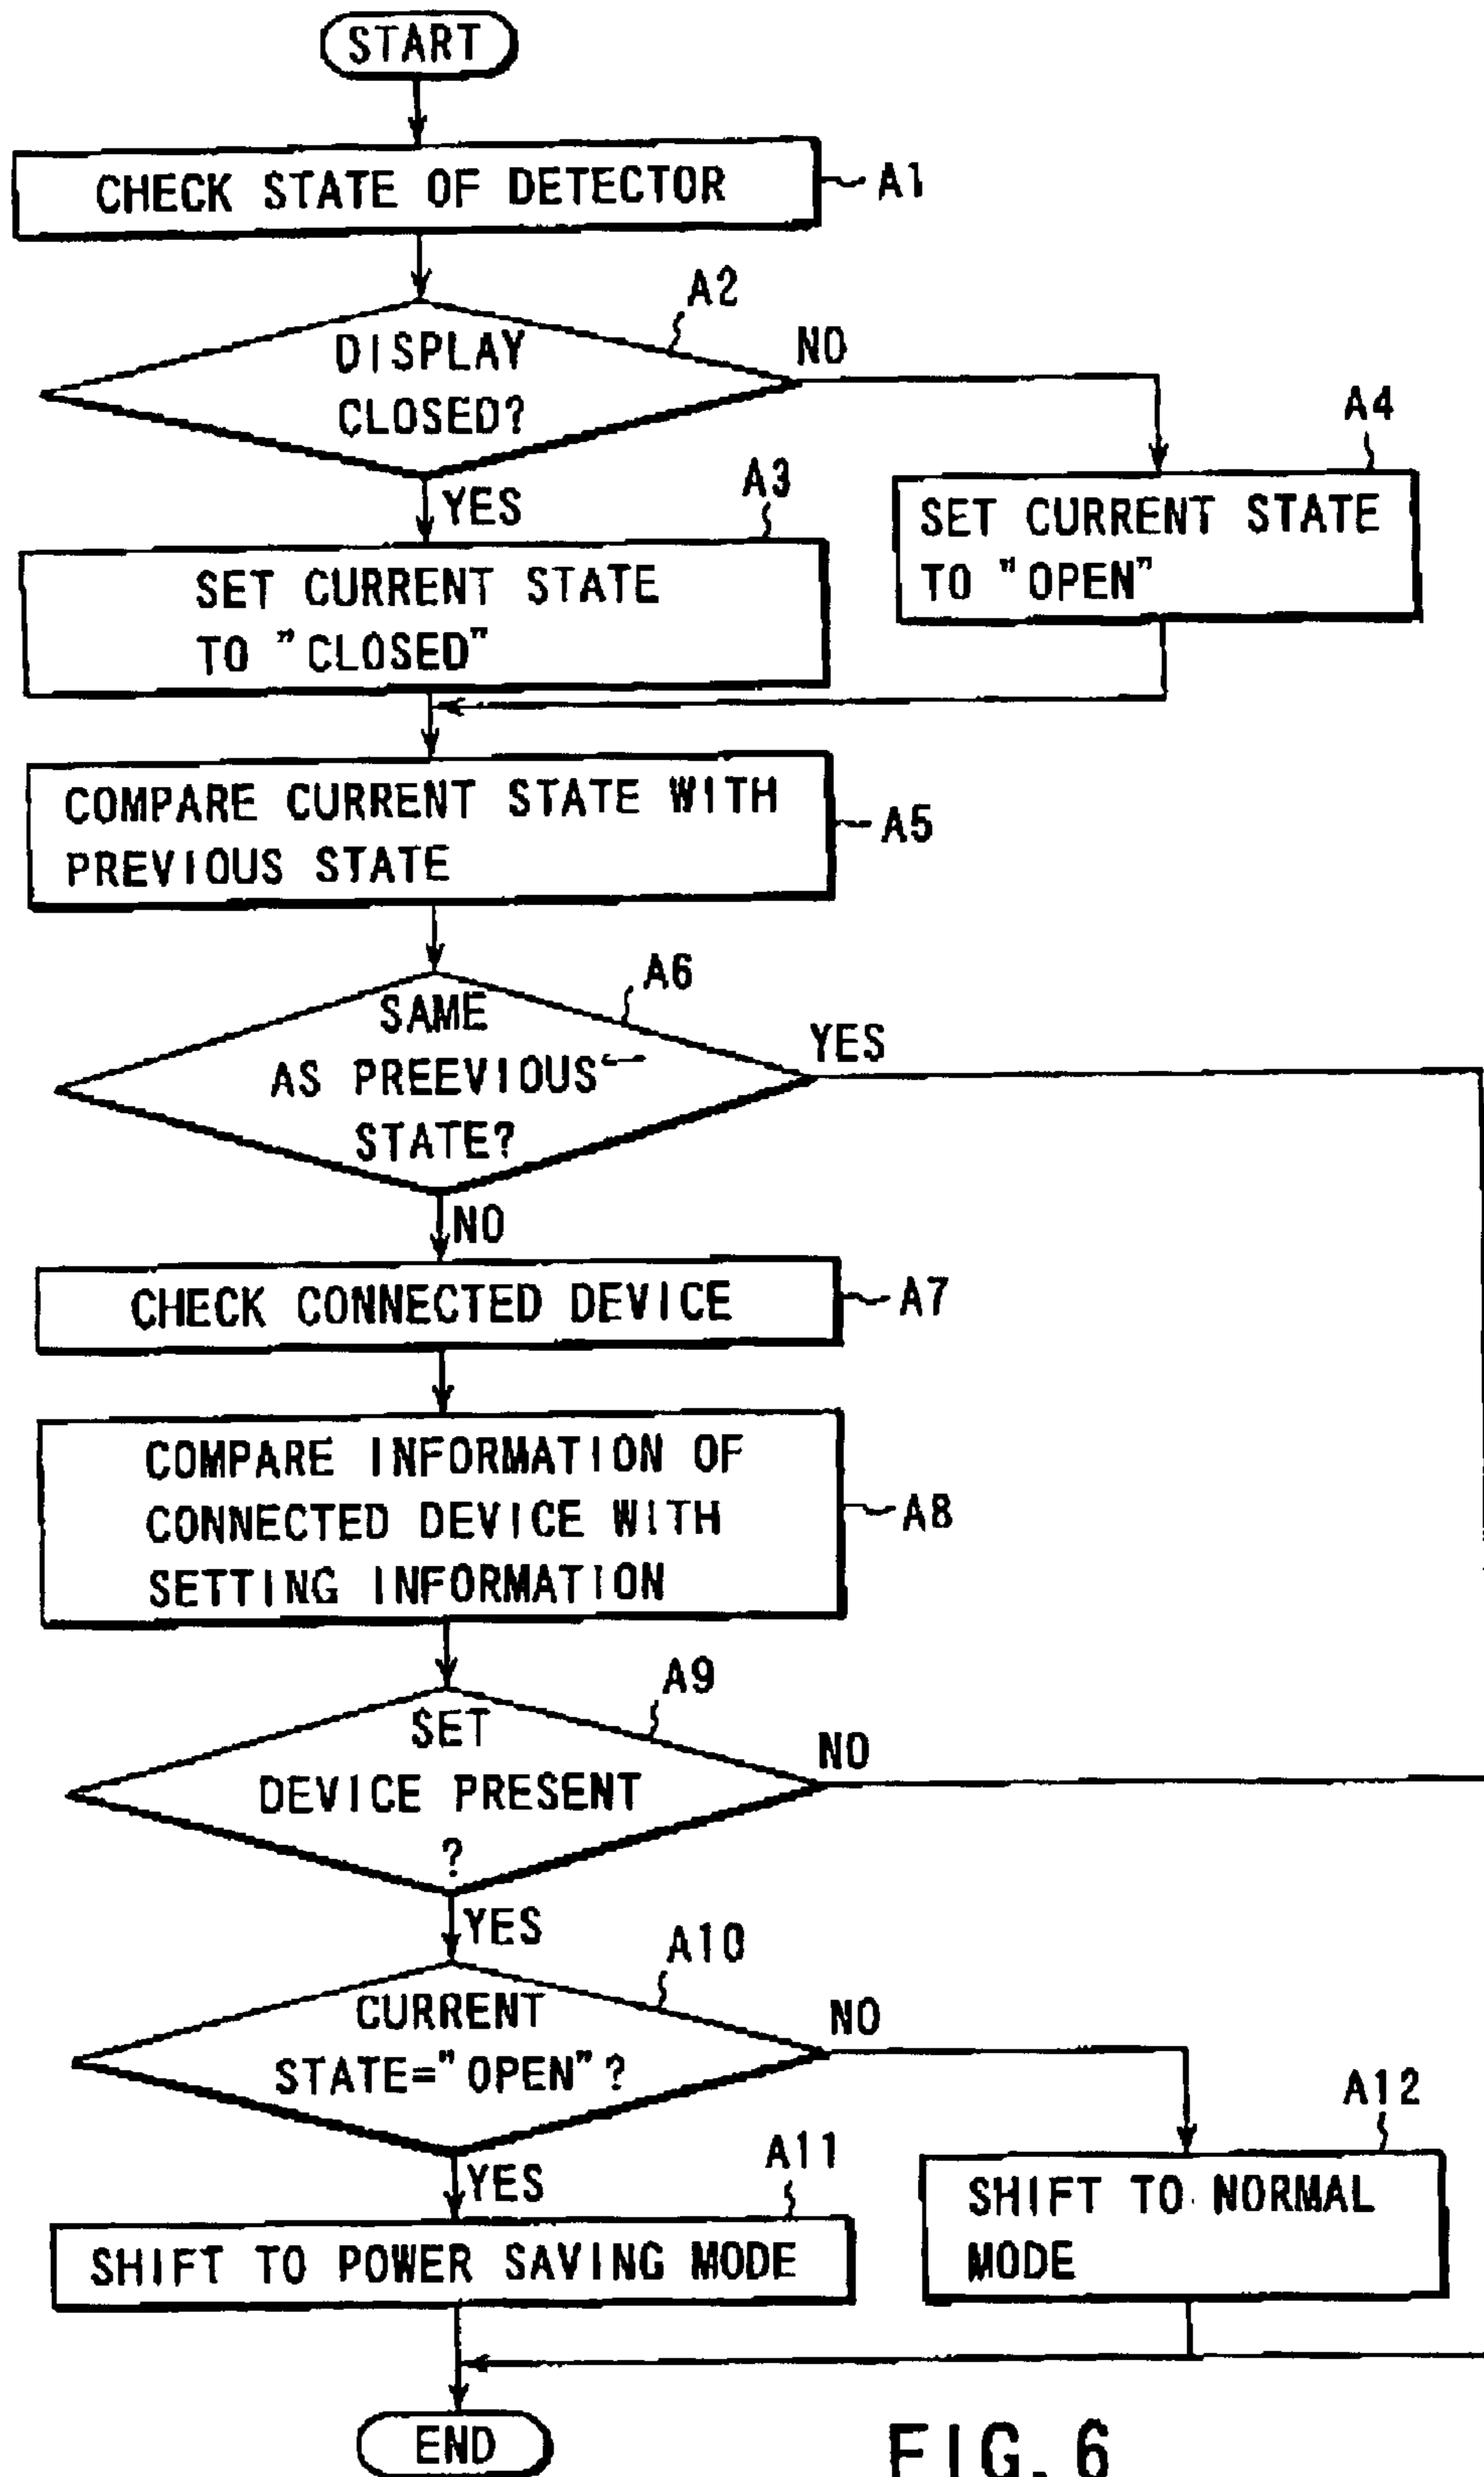 START
CHECK STATE OF DETECTOR
A1
A2
DISPLAY
CLOSED?
NO
YES
A3
SET CURRENT STATE
TO "CLOSED"
A4
SET CURRENT STATE
TO "OPEN"
COMPARE CURRENT STATE WITH
PREVIOUS STATE
A5
A6
SAME
AS PREEVIOUS
STATE?
YES
NO
CHECK CONNECTED DEVICE
A7
COMPARE INFORMATION OF
CONNECTED DEVICE WITH
SETTING INFORMATION
A8
A9
SET
DEVICE PRESENT
?
NO
YES
A10
CURRENT
STATE="OPEN"?
NO
YES
A11
SHIFT TO POWER SAVING MODE
A12
SHIFT TO NORMAL
MODE
END
FIG. 6